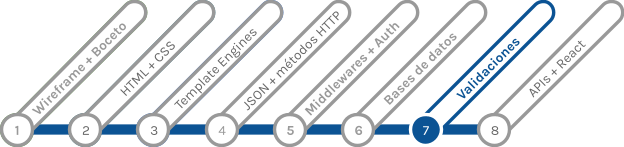 Wireframe + Boceto
HTML + CSS
Template Engines
JSON + métodos HTTP
Middlewares + Auth
Bases de datos
Validaciones
APIs + React
1
2
3
4
5
6
7
8